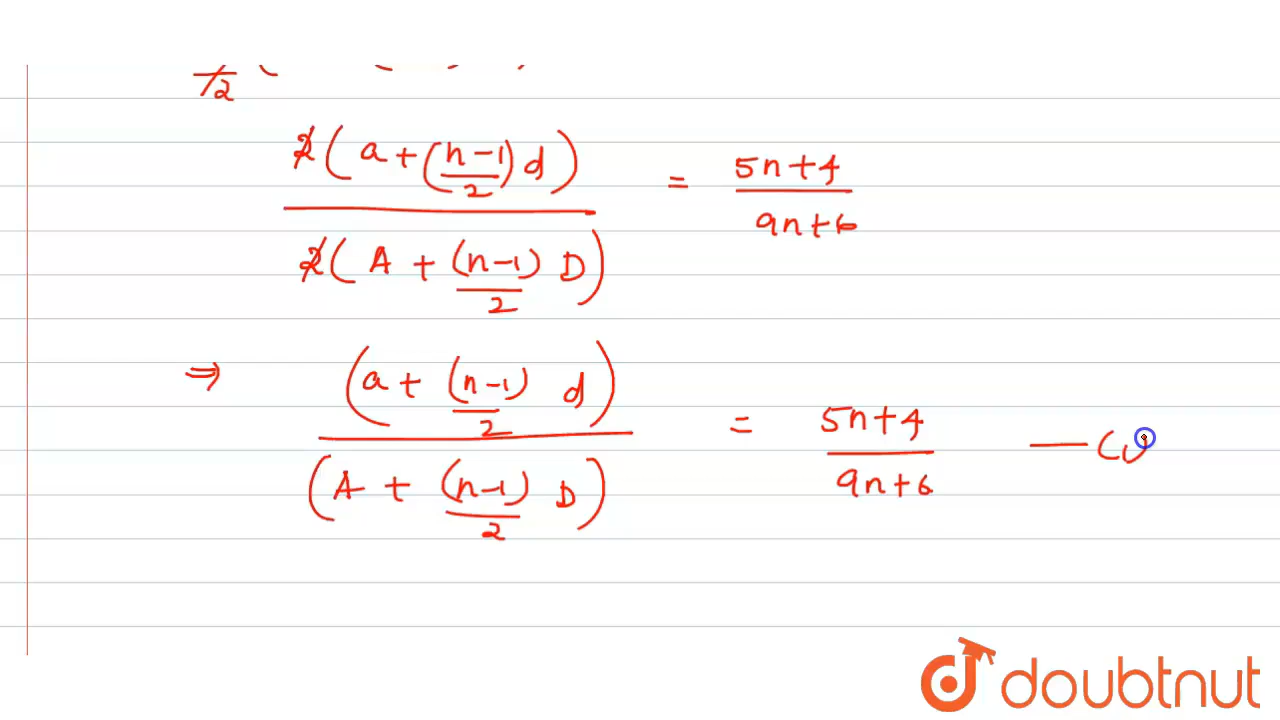 /2 (
2(a+(n-1/2)d) / 2(A+(n-1)/2 D) = 5n+4 / 9n+6
⇒ (a+(n-1)/2 d) / (A+(n-1)/2 D) = 5n+4 / 9n+6 —
doubtnut